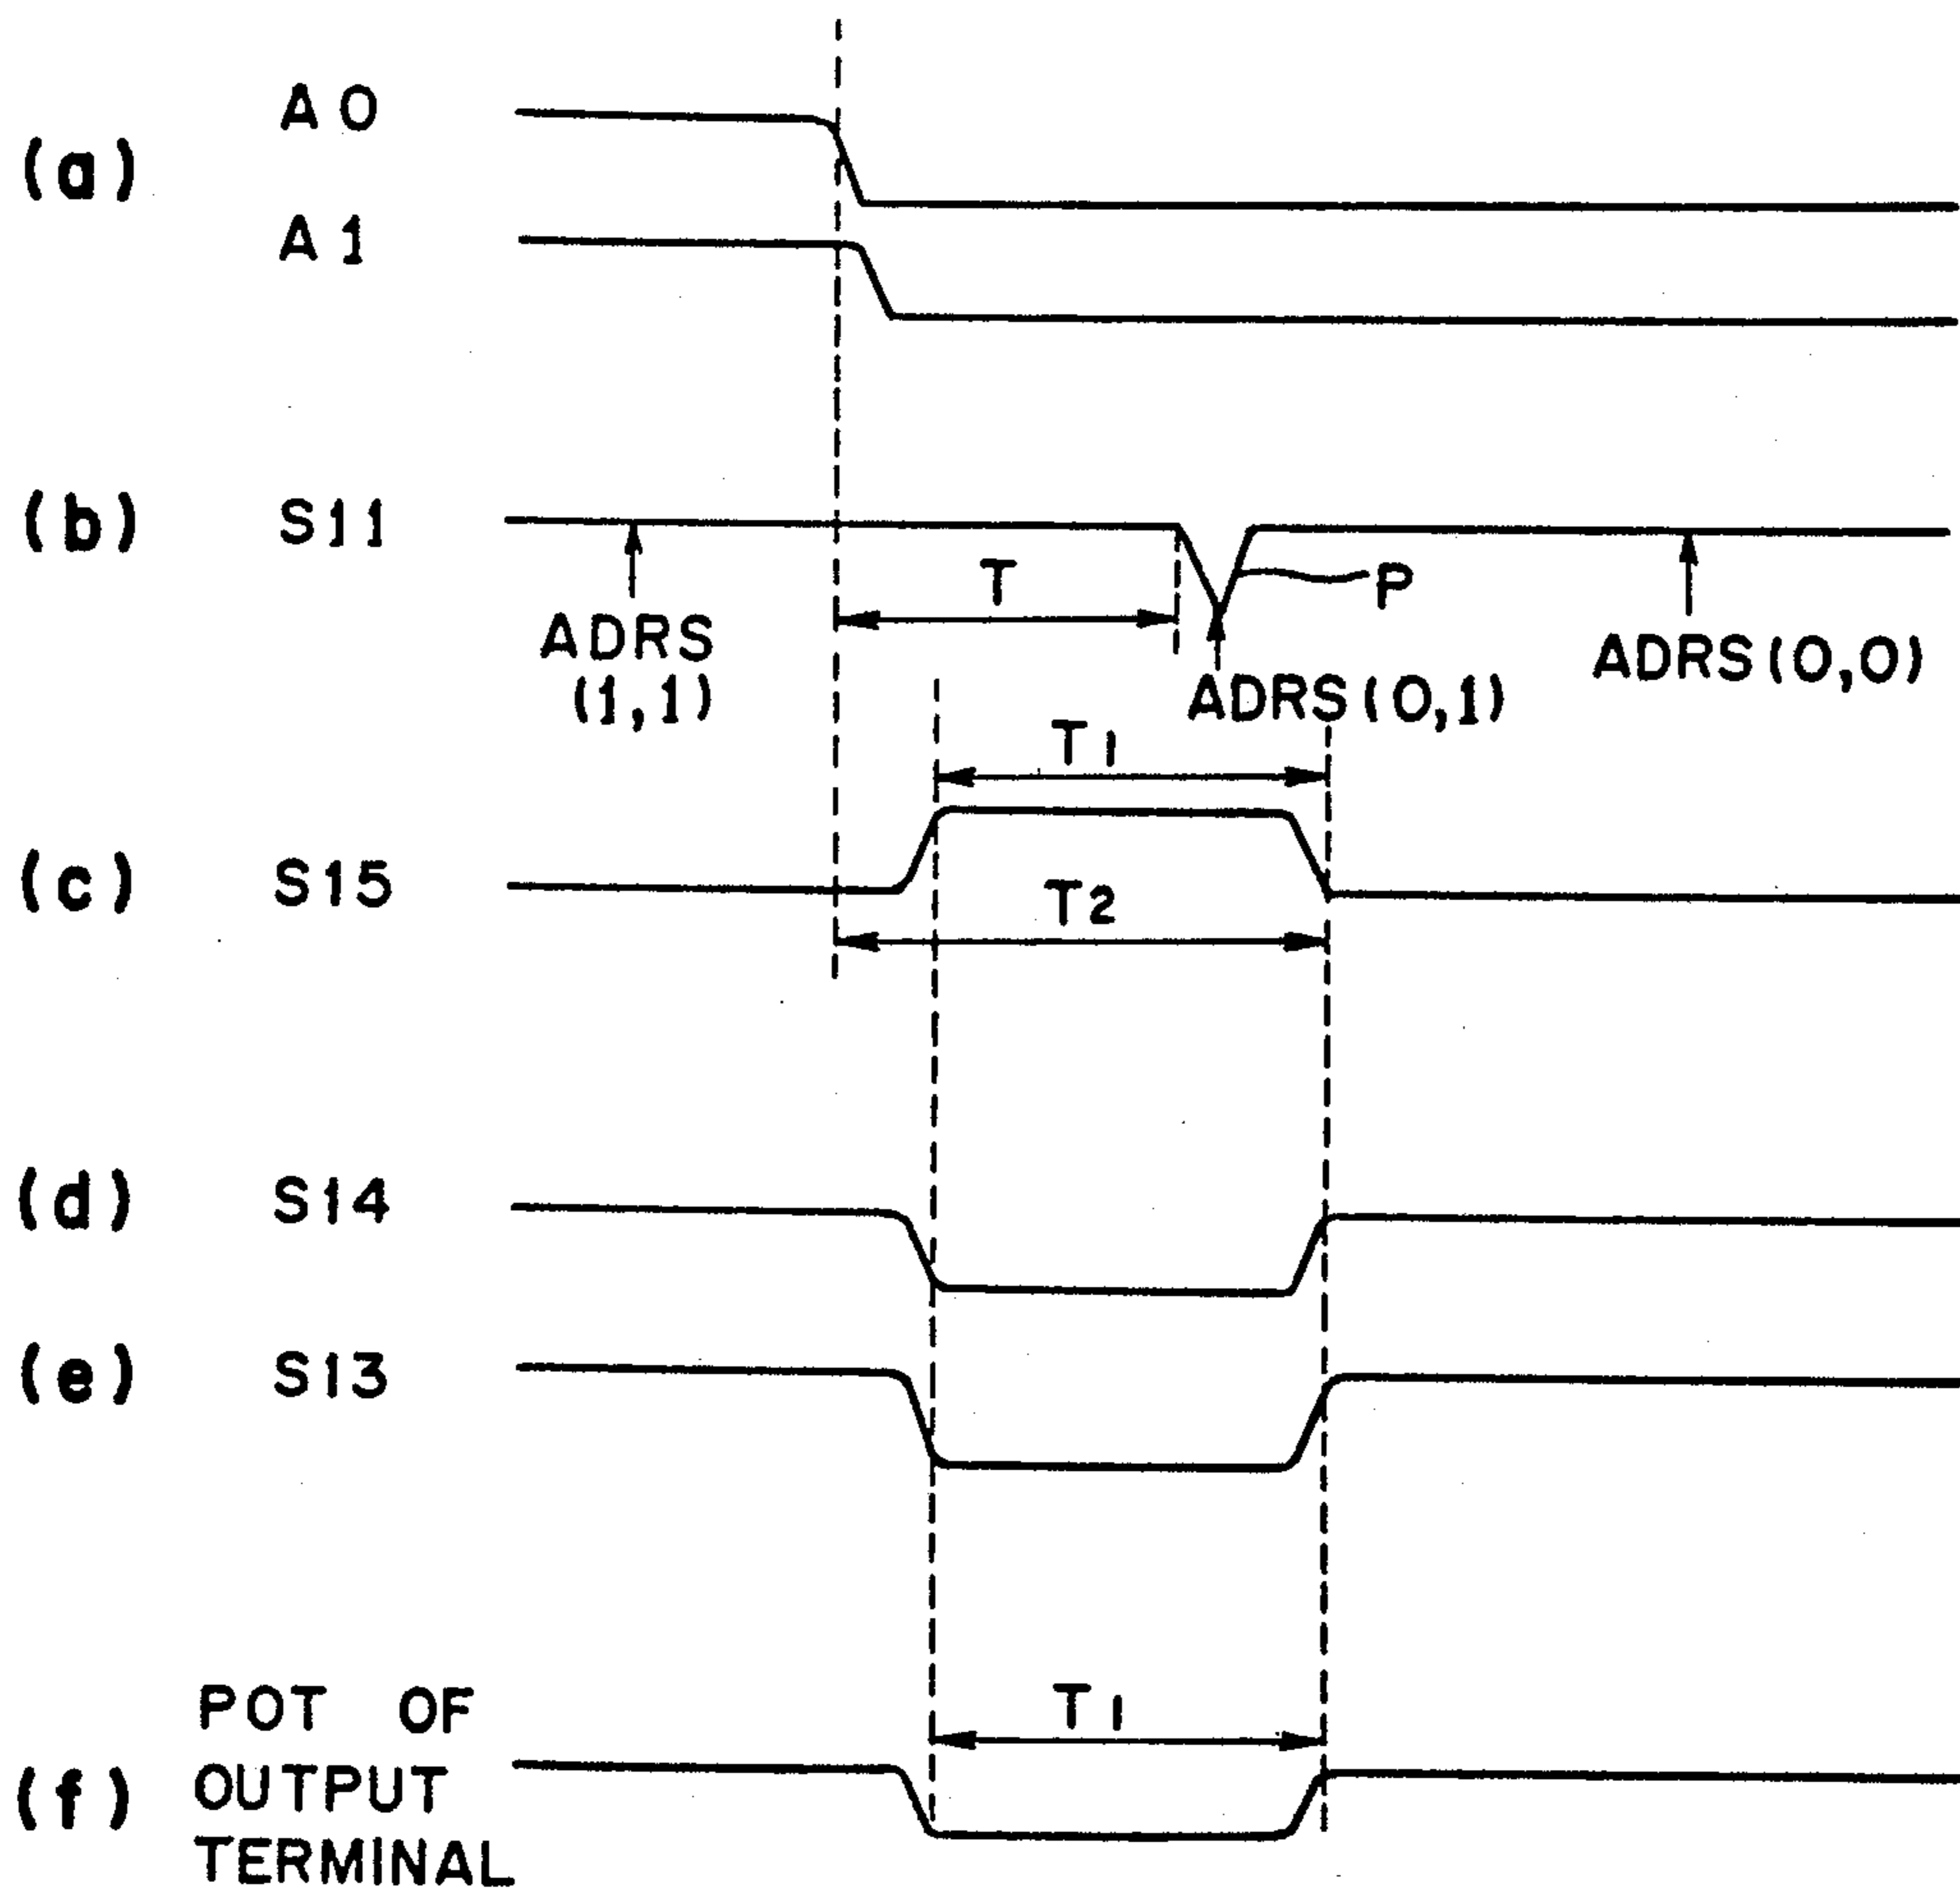 (a) A0
A1
(b) S11
T
P
ADRS
(1,1)
ADRS(0,1)
ADRS(0,0)
T1
(c) S15
T2
(d) S14
(e) S13
T1
(f) POT OF
OUTPUT
TERMINAL